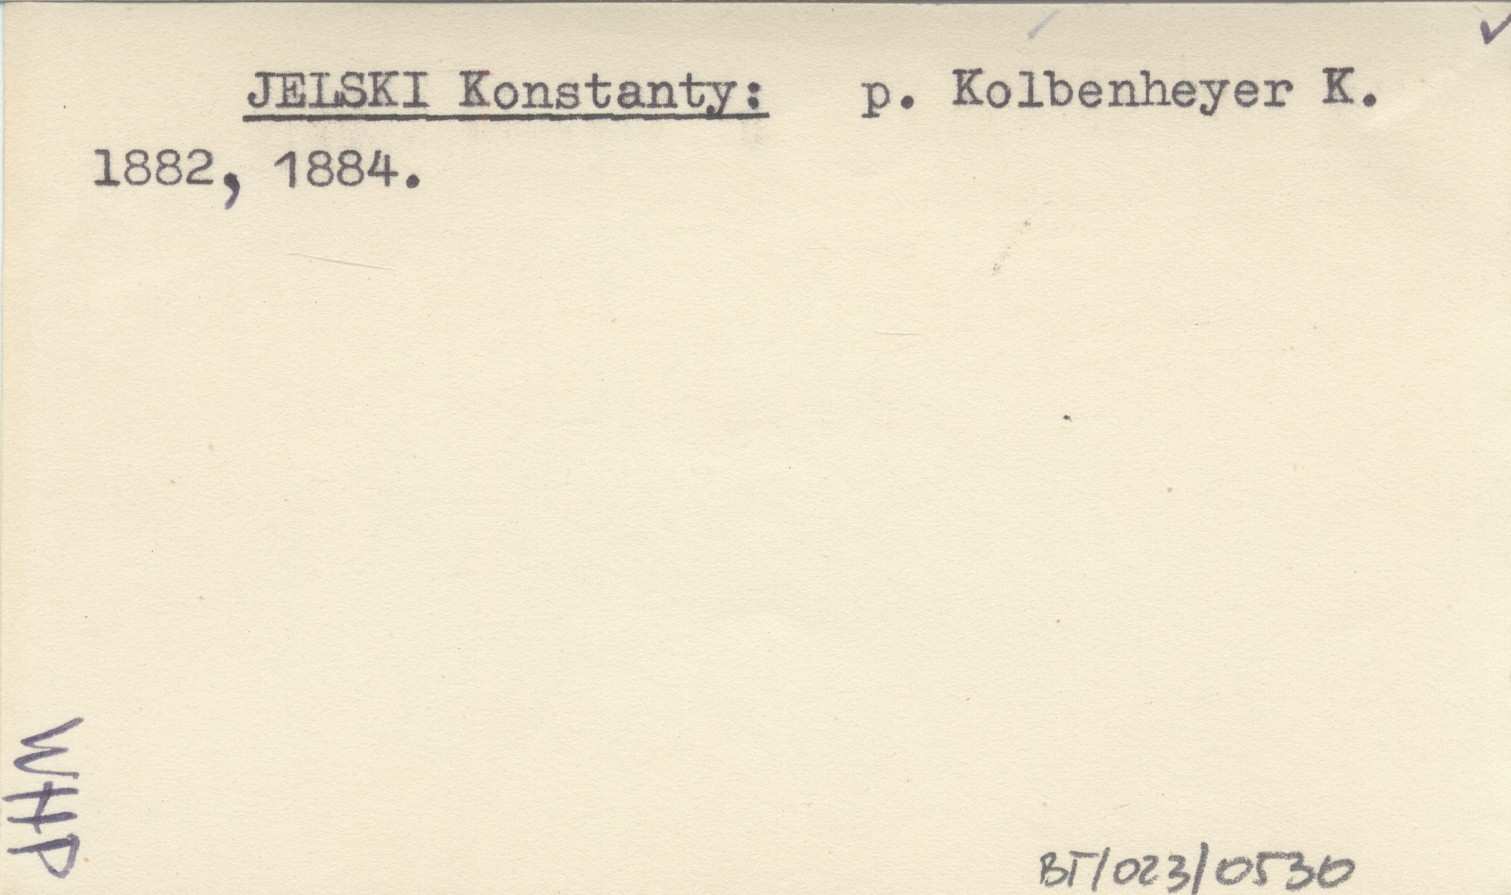 JELSKI Konstanty: p. Kolbenheyer K.
1882, 1884.
WHP
BT/023/0530